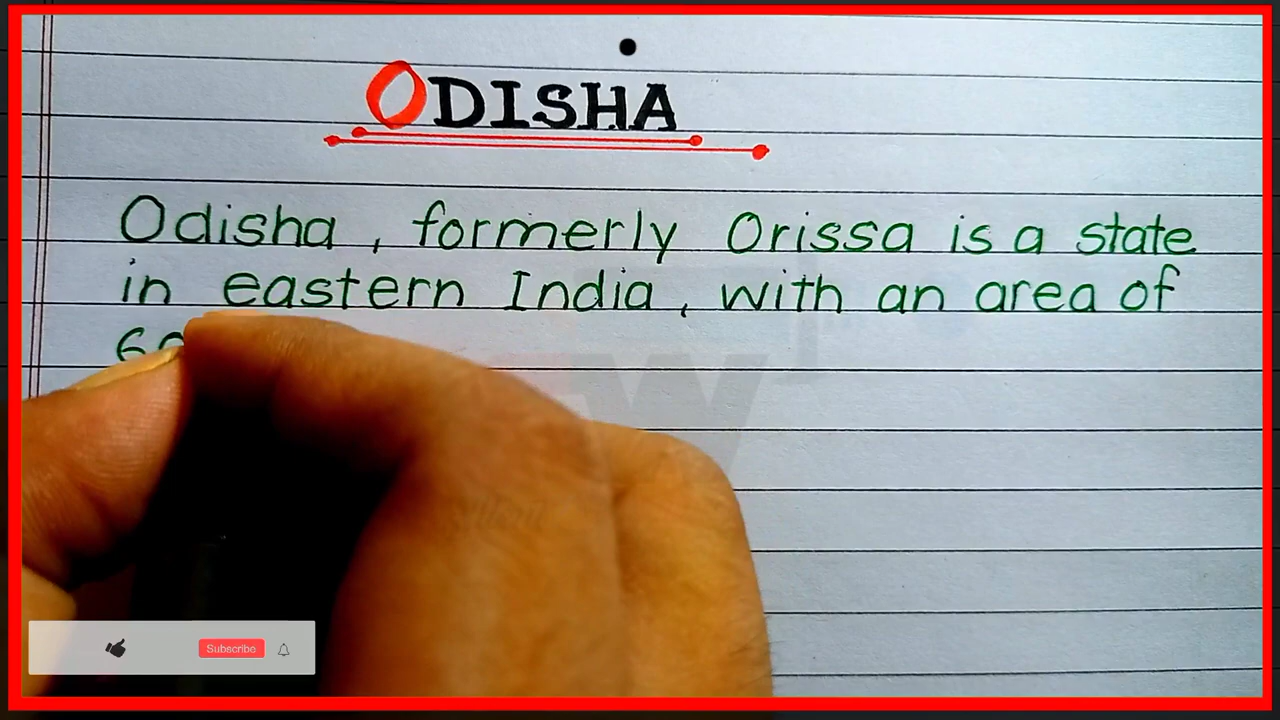 ODISHA
Odisha, formerly Orissa is a state
in eastern India, with an area of
Subscribe